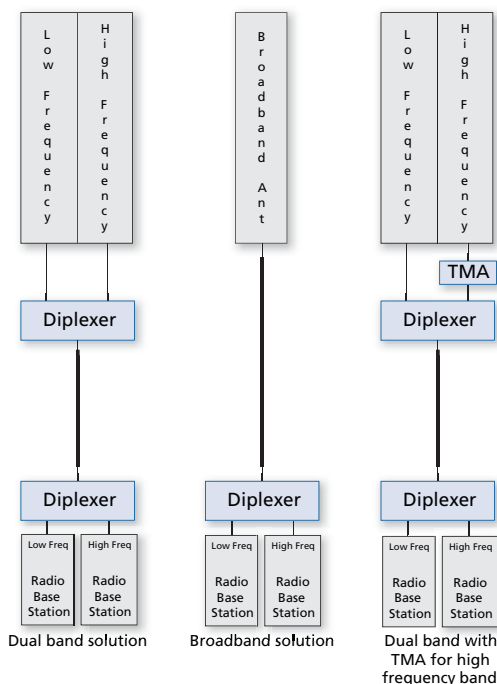 Low Frequency
High Frequency
Diplexer
Diplexer
Low Freq
Radio
Base
Station
High Freq
Radio
Base
Station
Dual band solution
Broadband Ant
Diplexer
Low Freq
Radio
Base
Station
High Freq
Radio
Base
Station
Broadband solution
Low Frequency
High Frequency
TMA
Diplexer
Diplexer
Low Freq
Radio
Base
Station
High Freq
Radio
Base
Station
Dual band with
TMA for high
frequency band